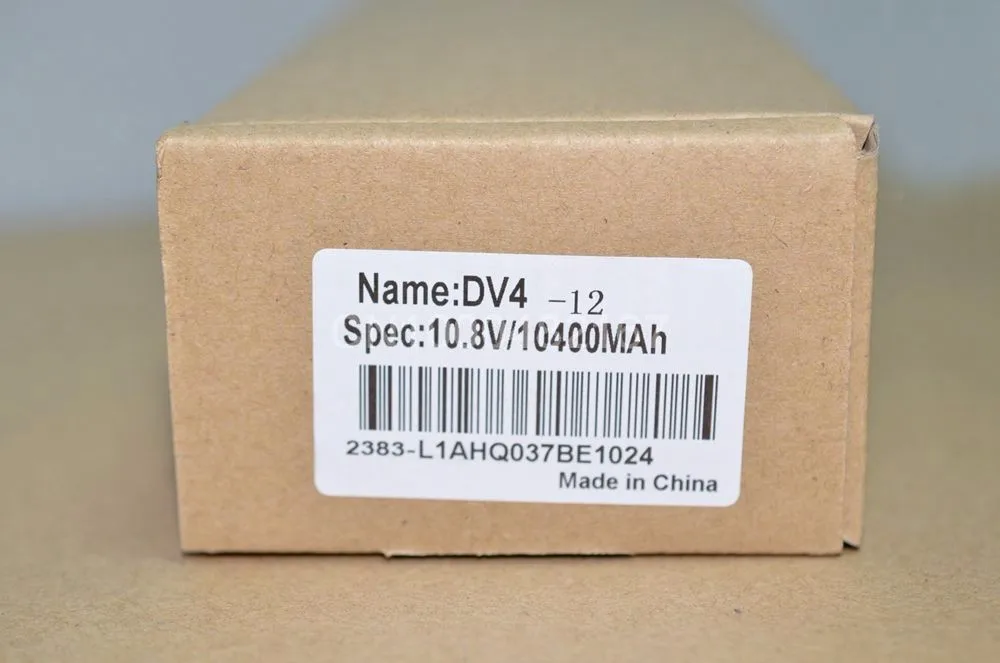 Name:DV4 -12
Spec:10.8V/10400MAh
2383-L1AHQ037BE1024
Made in China